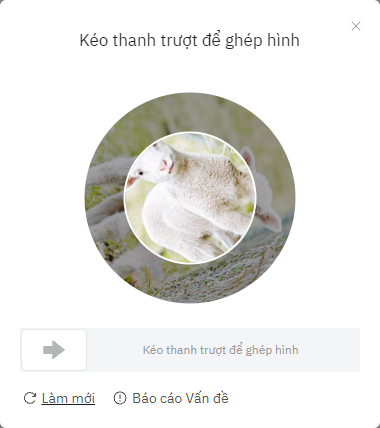 Kéo thanh trượt để ghép hình
Kéo thanh trượt để ghép hình
Làm mới
Báo cáo Vấn đề